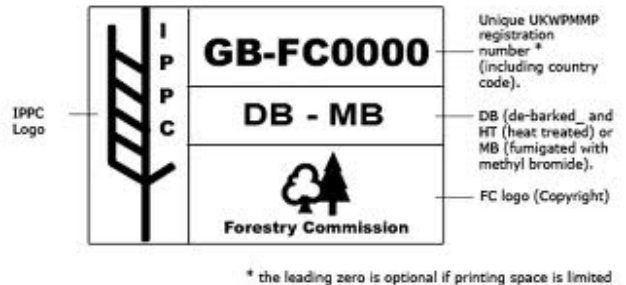 IPPC
Logo
I
P
P
C
GB-FC0000
DB - MB
Forestry Commission
Unique UKWPMMP
registration
number *
(including country
code).
DB (de-barked_ and
HT (heat treated) or
MB (fumigated with
methyl bromide).
FC logo (Copyright)
* the leading zero is optional if printing space is limited